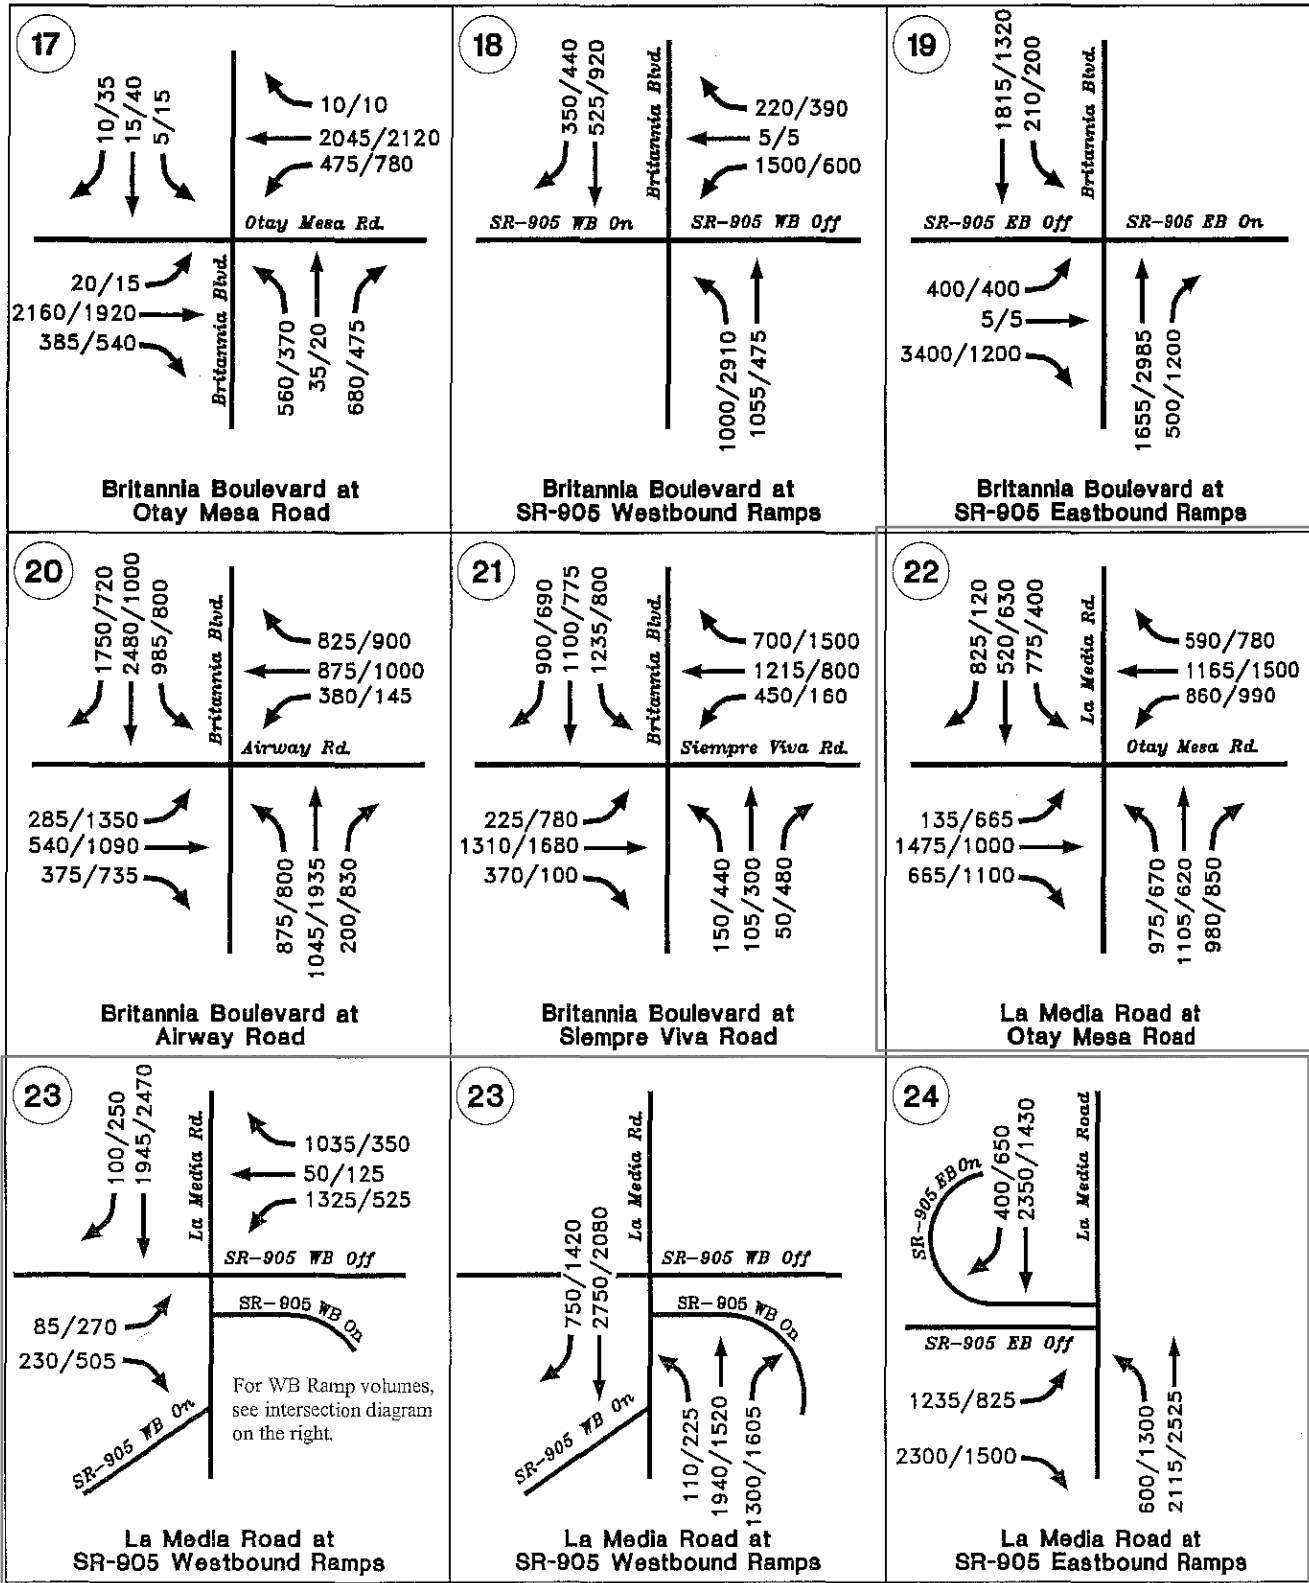 17
10/35
15/40
5/15
10/10
2045/2120
475/780
Otay Mesa Rd.
20/15
2160/1920
385/540
Britannia Blvd.
560/370
35/20
680/475
Britannia Boulevard at
Otay Mesa Road
18
350/440
525/920
Britannia Blvd.
220/390
5/5
1500/600
SR-905 WB On
SR-905 WB Off
1000/2910
1055/475
Britannia Boulevard at
SR-905 Westbound Ramps
19
1815/1320
210/200
Britannia Blvd.
SR-905 EB Off
SR-905 EB On
400/400
5/5
3400/1200
1655/2985
500/1200
Britannia Boulevard at
SR-905 Eastbound Ramps
20
1750/720
2480/1000
985/800
Britannia Blvd.
825/900
875/1000
380/145
Airway Rd.
285/1350
540/1090
375/735
875/800
1045/1935
200/830
Britannia Boulevard at
Airway Road
21
900/690
1100/775
1235/800
Britannia Blvd.
700/1500
1215/800
450/160
Siempre Viva Rd.
225/780
1310/1680
370/100
150/440
105/300
50/480
Britannia Boulevard at
Siempre Viva Road
22
825/120
520/630
775/400
La Media Rd.
590/780
1165/1500
860/990
Otay Mesa Rd.
135/665
1475/1000
665/1100
975/670
1105/620
980/850
La Media Road at
Otay Mesa Road
23
100/250
1945/2470
La Media Rd.
1035/350
50/125
1325/525
SR-905 WB Off
SR-905 WB On
85/270
230/505
SR-905 WB On
For WB Ramp volumes,
see intersection diagram
on the right.
La Media Road at
SR-905 Westbound Ramps
23
La Media Rd.
750/1420
2750/2080
SR-905 WB Off
SR-905 WB On
SR-905 WB On
110/225
1940/1520
1300/1605
La Media Road at
SR-905 Westbound Ramps
24
SR-905 EB On
400/650
2350/1430
La Media Road
SR-905 EB Off
1235/825
2300/1500
600/1300
2115/2525
La Media Road at
SR-905 Eastbound Ramps